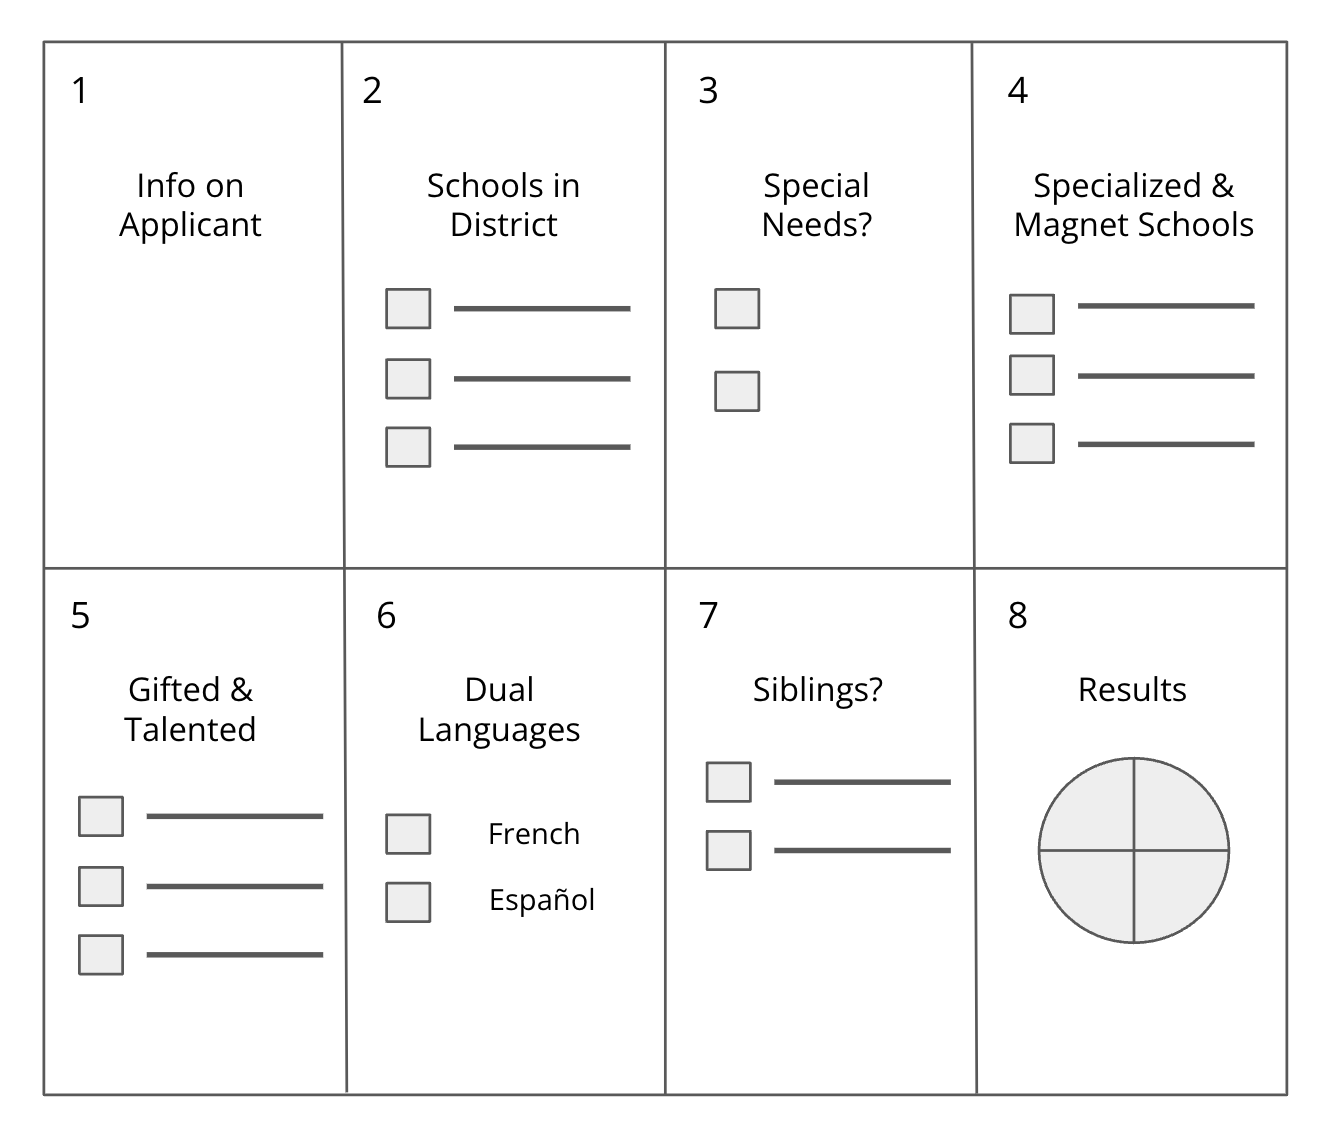 1
Info on
Applicant
2
Schools in
District
3
Special
Needs?
4
Specialized &
Magnet Schools
5
Gifted &
Talented
6
Dual
Languages
French
Español
7
Siblings?
8
Results